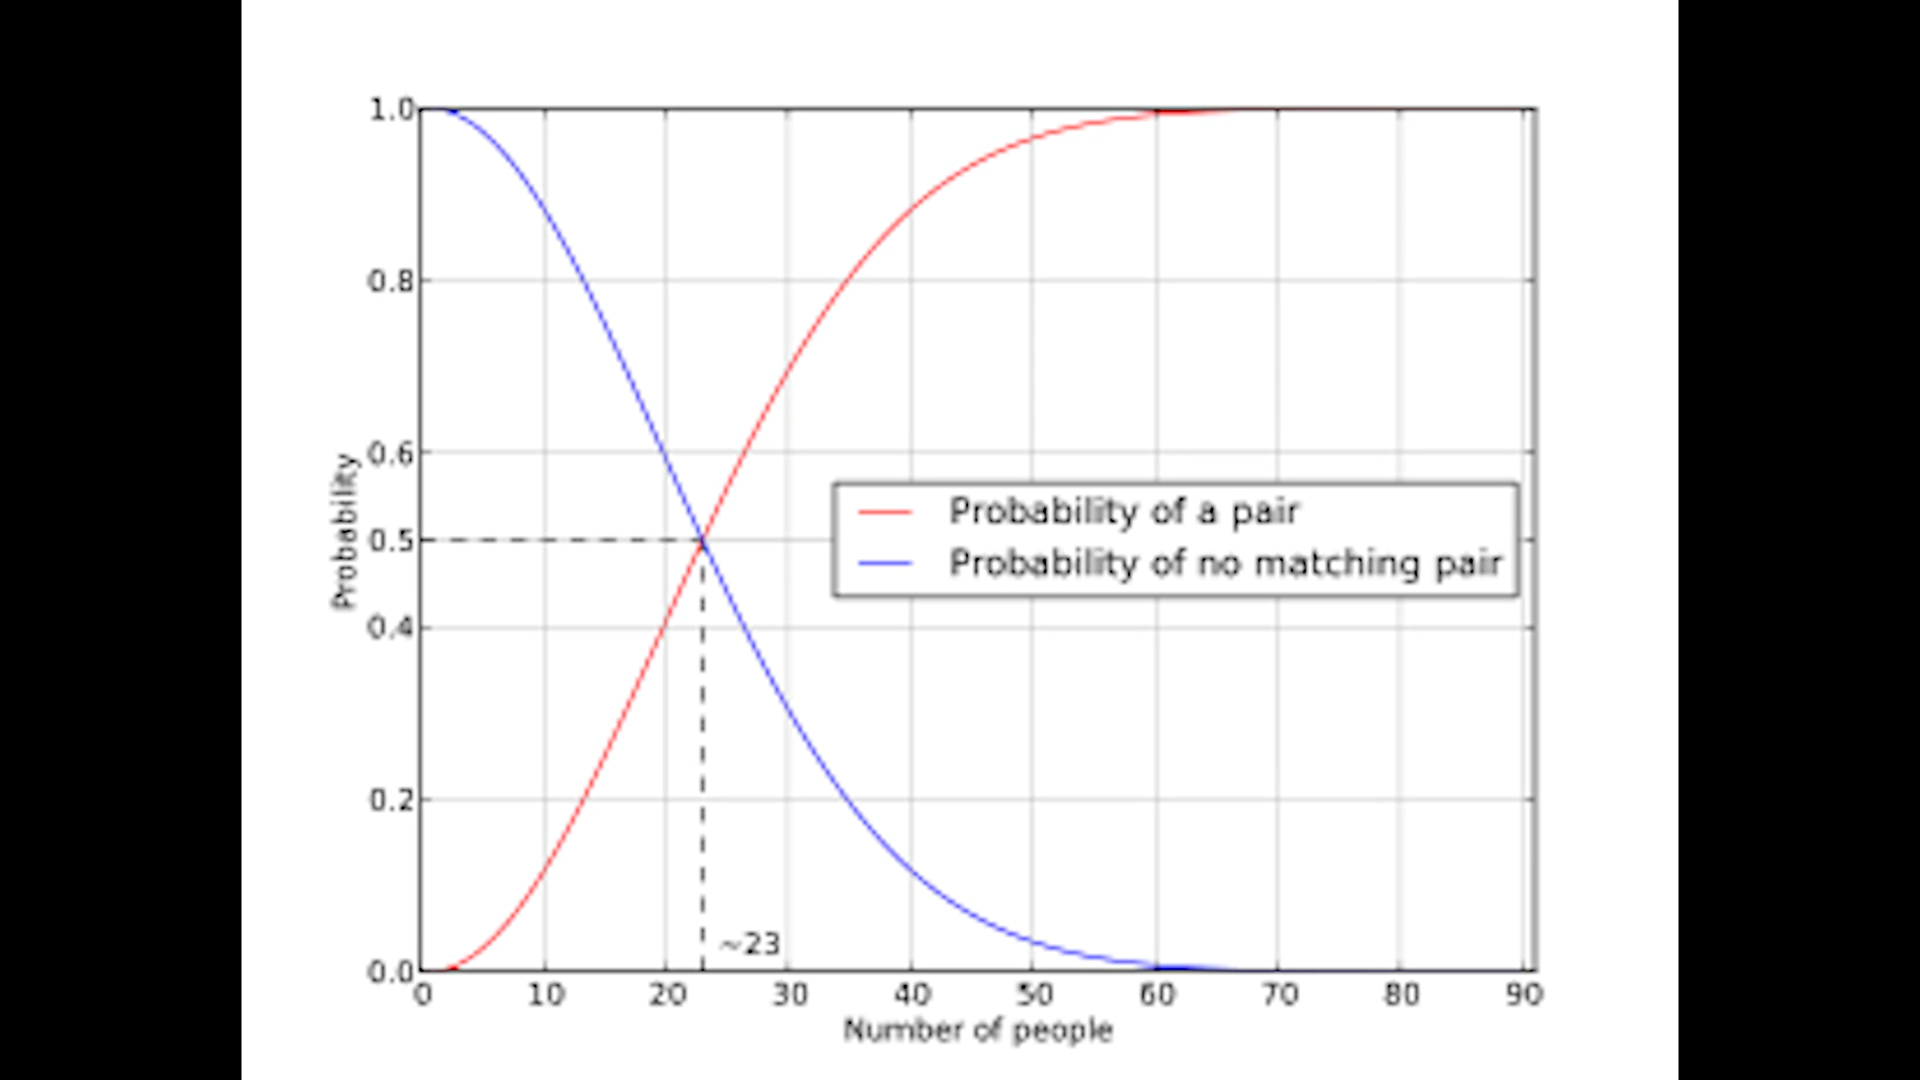 1.0
0.8
0.6
0.5
0.4
0.2
0.0
Probability
Probability of a pair
Probability of no matching pair
~23
0 10 20 30 40 50 60 70 80 90
Number of people